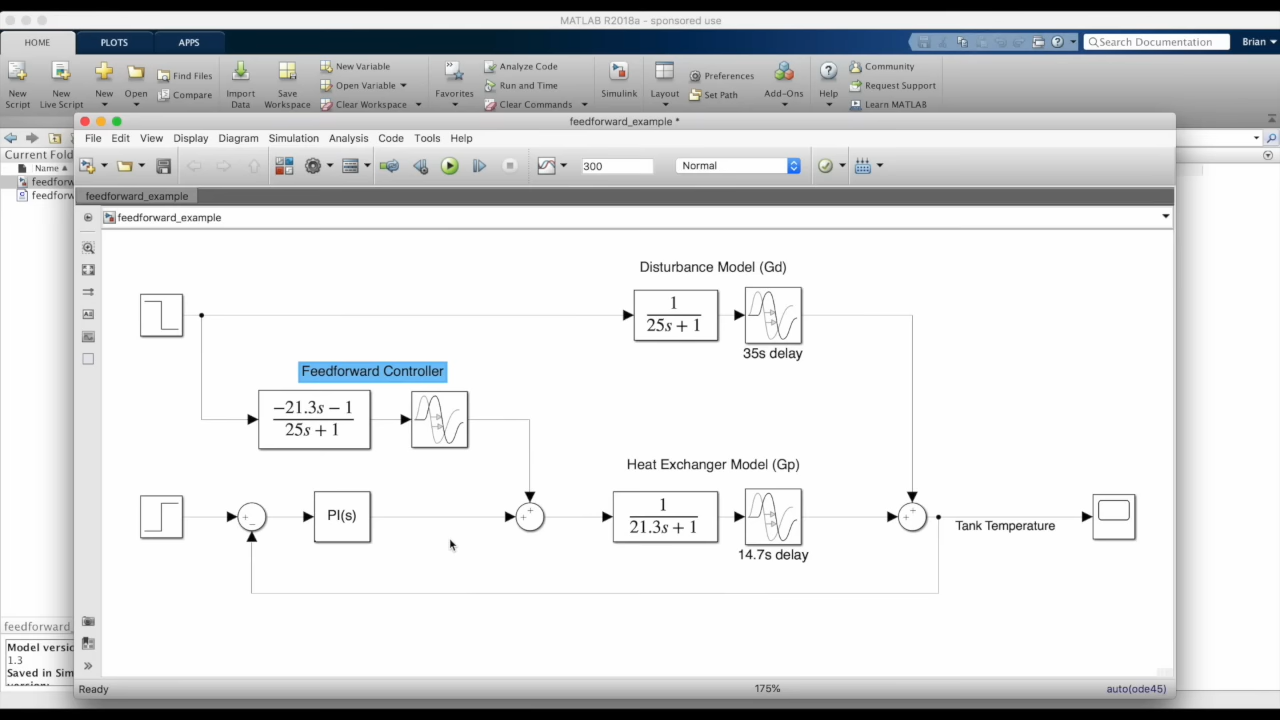 MATLAB R2018a - sponsored use
HOME PLOTS APPS
Search Documentation
Brian
New Script
New Live Script
New
Open
Find Files
Compare
Import Data
Save Workspace
New Variable
Open Variable
Clear Workspace
Favorites
Analyze Code
Run and Time
Clear Commands
Simulink
Layout
Preferences
Set Path
Add-Ons
Help
Community
Request Support
Learn MATLAB
feedforward_example *
File Edit View Display Diagram Simulation Analysis Code Tools Help
Current Fold
Name
feedforw
feedforw
300
Normal
feedforward_example
feedforward_example
Disturbance Model (Gd)
1
25s + 1
35s delay
Feedforward Controller
−21.3s − 1
25s + 1
Heat Exchanger Model (Gp)
PI(s)
1
21.3s + 1
14.7s delay
Tank Temperature
feedforward_
Model versio
1.3
Saved in Sim
Ready
175%
auto(ode45)